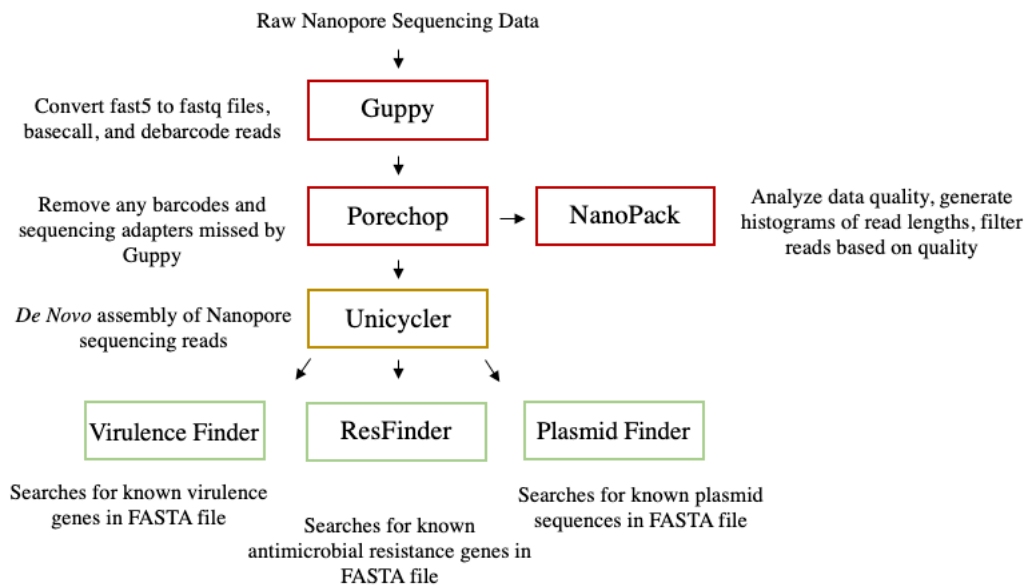 Raw Nanopore Sequencing Data
Convert fast5 to fastq files,
basecall, and debarcode reads
Guppy
Remove any barcodes and
sequencing adapters missed by
Guppy
Porechop
NanoPack
Analyze data quality, generate
histograms of read lengths, filter
reads based on quality
De Novo assembly of Nanopore
sequencing reads
Unicycler
Virulence Finder
ResFinder
Plasmid Finder
Searches for known virulence
genes in FASTA file
Searches for known
antimicrobial resistance genes in
FASTA file
Searches for known plasmid
sequences in FASTA file